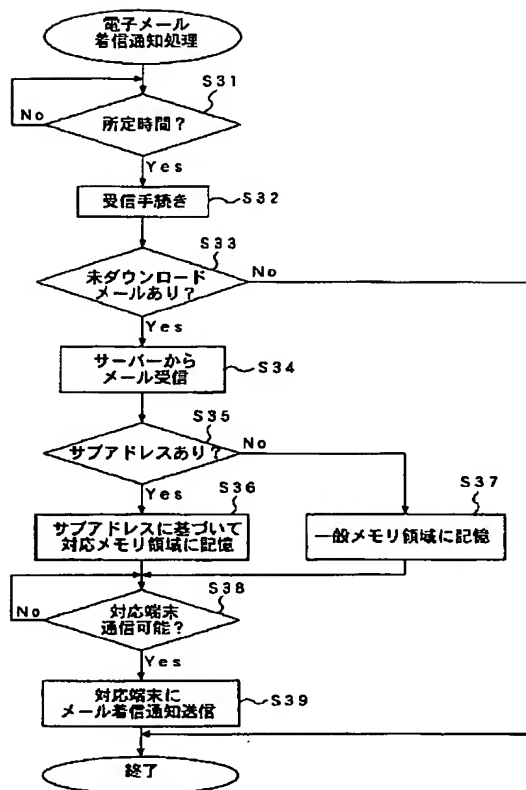 電子メール
着信通知処理
S31
No
所定時間?
Yes
受信手続き
S32
S33
未ダウンロード
メールあり?
No
Yes
サーバーから
メール受信
S34
S35
サブアドレスあり?
No
Yes
S36
サブアドレスに基づいて
対応メモリ領域に記憶
S37
一般メモリ領域に記憶
S38
No
対応端末
通信可能?
Yes
対応端末に
メール着信通知送信
S39
終了